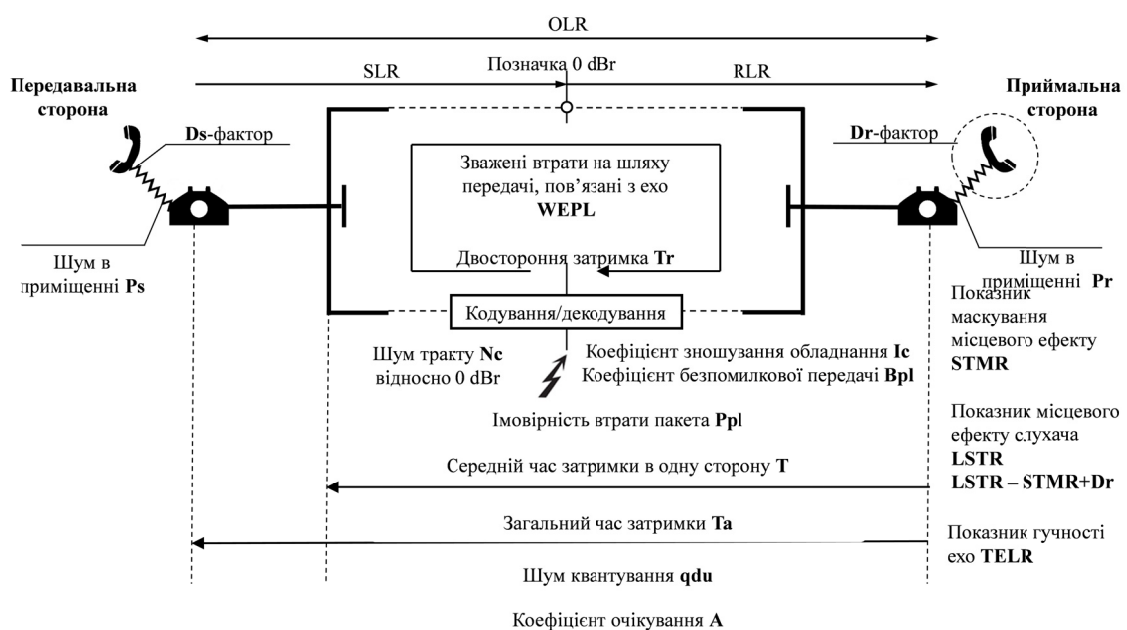 OLR
SLR
Позначка 0 dBr
RLR
Передавальна
сторона
Приймальна
сторона
Ds-фактор
Dr-фактор
Зважені втрати на шляху
передачі, пов’язані з ехо
WEPL
Двостороння затримка Tr
Шум в
приміщенні Ps
Шум в
приміщенні Pr
Кодування/декодування
Показник
маскування
місцевого ефекту
STMR
Шум тракту Nc
відносно 0 dBr
Коефіцієнт зношування обладнання Ic
Коефіцієнт безпомилкової передачі Bpl
Імовірність втрати пакета Ppl
Показник місцевого
ефекту слухача
LSTR
LSTR – STMR+Dr
Середній час затримки в одну сторону T
Загальний час затримки Ta
Показник гучності
ехо TELR
Шум квантування qdu
Коефіцієнт очікування A